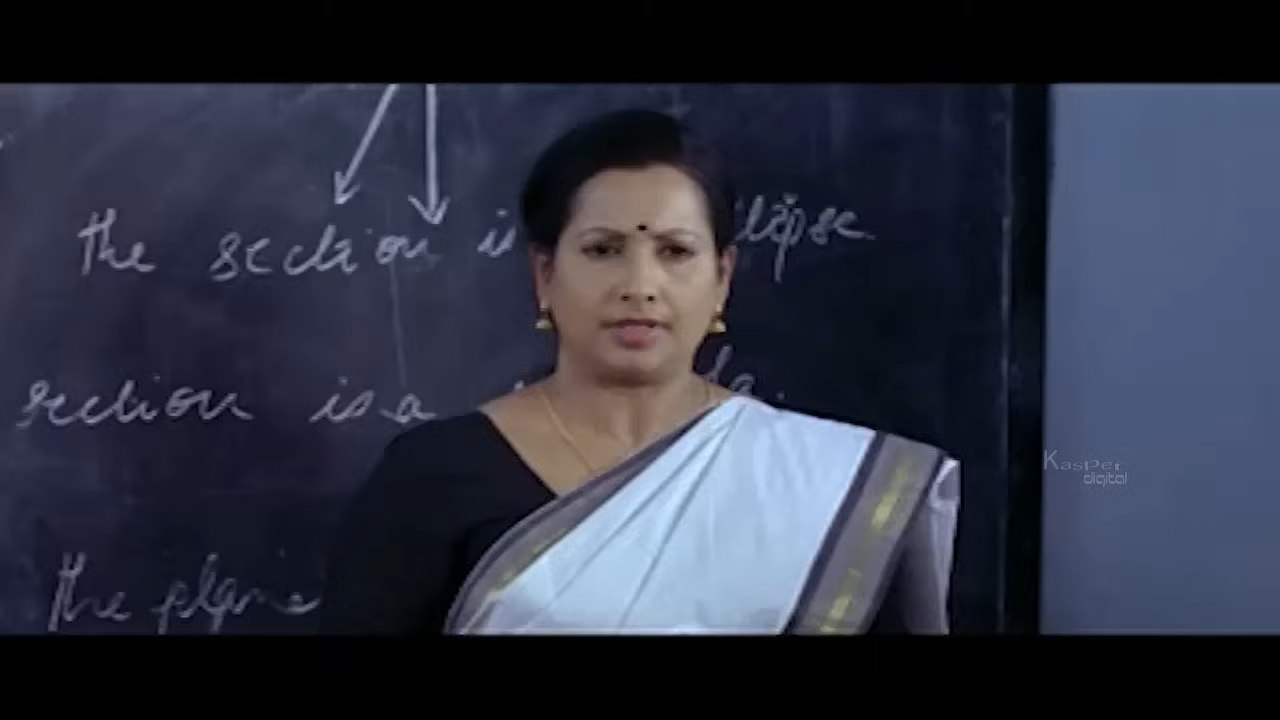 the section is
section is a
the plane
Kasper
digital